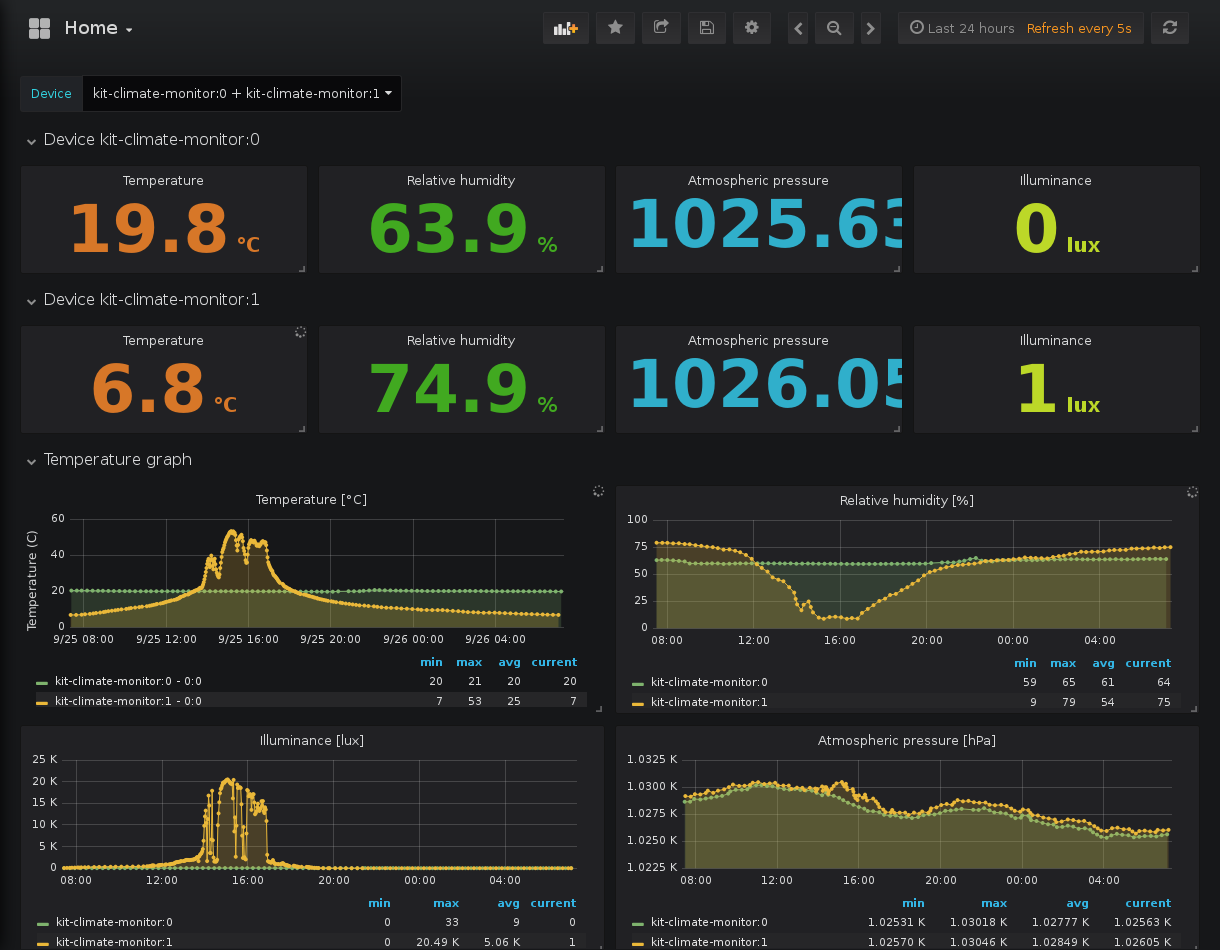 Home
Last 24 hours Refresh every 5s
Device kit-climate-monitor:0 + kit-climate-monitor:1
Device kit-climate-monitor:0
Temperature Relative humidity Atmospheric pressure Illuminance
19.8 °C 63.9 % 1025.63 0 lux
Device kit-climate-monitor:1
Temperature Relative humidity Atmospheric pressure Illuminance
6.8 °C 74.9 % 1026.05 1 lux
Temperature graph
Temperature [°C]
Temperature (C)
60
40
20
0
9/25 08:00 9/25 12:00 9/25 16:00 9/25 20:00 9/26 00:00 9/26 04:00
min max avg current
kit-climate-monitor:0 - 0:0 20 21 20 20
kit-climate-monitor:1 - 0:0 7 53 25 7
Relative humidity [%]
100
75
50
25
0
08:00 12:00 16:00 20:00 00:00 04:00
min max avg current
kit-climate-monitor:0 59 65 61 64
kit-climate-monitor:1 9 79 54 75
Illuminance [lux]
25 K
20 K
15 K
10 K
5 K
0
08:00 12:00 16:00 20:00 00:00 04:00
min max avg current
kit-climate-monitor:0 0 33 9 0
kit-climate-monitor:1 0 20.49 K 5.06 K 1
Atmospheric pressure [hPa]
1.0325 K
1.0300 K
1.0275 K
1.0250 K
1.0225 K
08:00 12:00 16:00 20:00 00:00 04:00
min max avg current
kit-climate-monitor:0 1.02531 K 1.03018 K 1.02777 K 1.02563 K
kit-climate-monitor:1 1.02570 K 1.03046 K 1.02849 K 1.02605 K